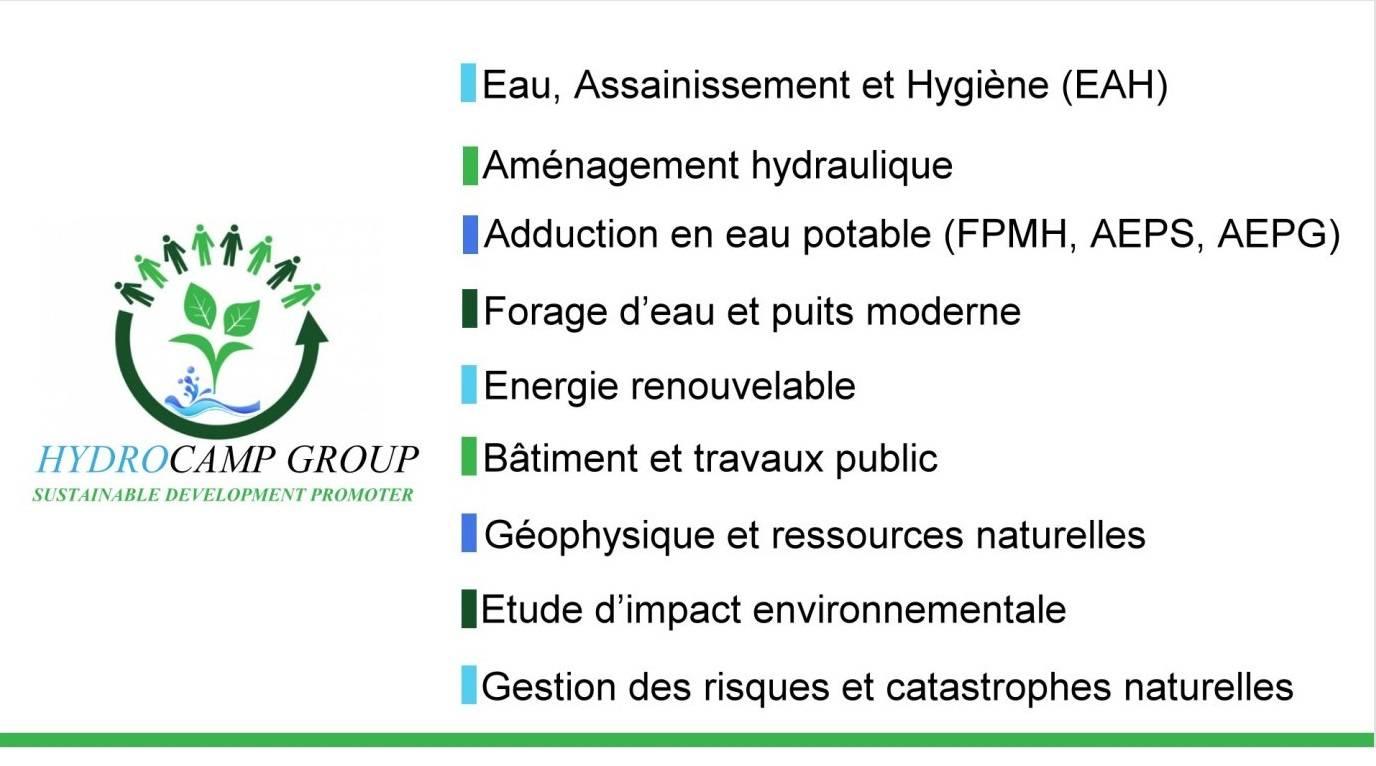 Eau, Assainissement et Hygiène (EAH)
Aménagement hydraulique
Adduction en eau potable (FPMH, AEPS, AEPG)
Forage d’eau et puits moderne
Energie renouvelable
HYDROCAMP GROUP
SUSTAINABLE DEVELOPMENT PROMOTER
Bâtiment et travaux public
Géophysique et ressources naturelles
Etude d’impact environnementale
Gestion des risques et catastrophes naturelles